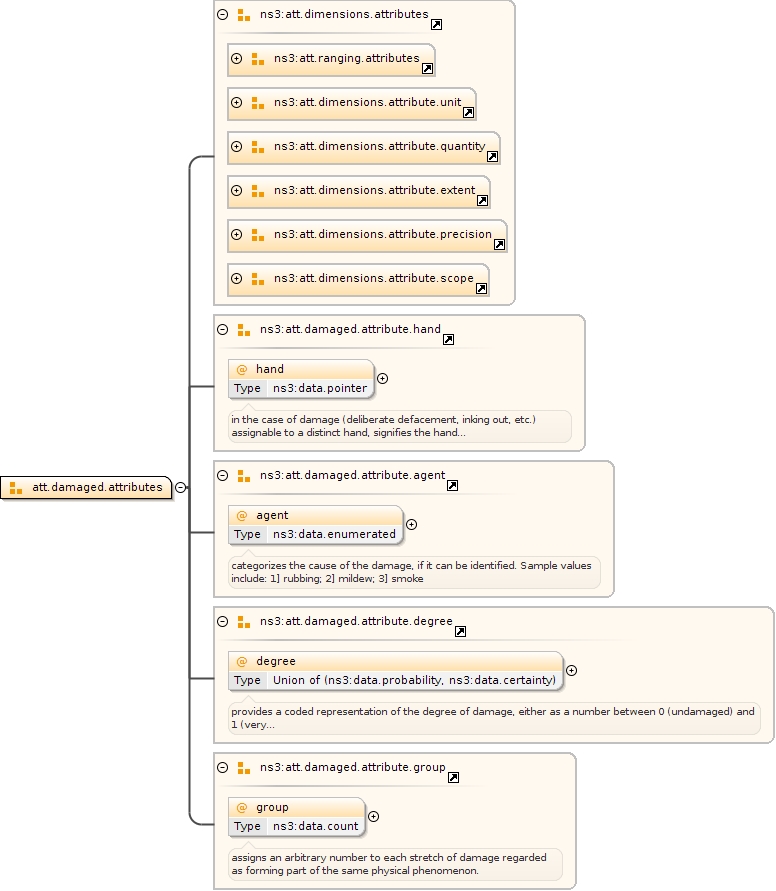 ns3:att.dimensions.attributes
ns3:att.ranging.attributes
ns3:att.dimensions.attribute.unit
ns3:att.dimensions.attribute.quantity
ns3:att.dimensions.attribute.extent
ns3:att.dimensions.attribute.precision
ns3:att.dimensions.attribute.scope
ns3:att.damaged.attribute.hand
@ hand
Type ns3:data.pointer
in the case of damage (deliberate defacement, inking out, etc.)
assignable to a distinct hand, signifies the hand...
att.damaged.attributes
ns3:att.damaged.attribute.agent
@ agent
Type ns3:data.enumerated
categorizes the cause of the damage, if it can be identified. Sample values
include: 1] rubbing; 2] mildew; 3] smoke
ns3:att.damaged.attribute.degree
@ degree
Type Union of (ns3:data.probability, ns3:data.certainty)
provides a coded representation of the degree of damage, either as a number between 0 (undamaged) and
1 (very...
ns3:att.damaged.attribute.group
@ group
Type ns3:data.count
assigns an arbitrary number to each stretch of damage regarded
as forming part of the same physical phenomenon.